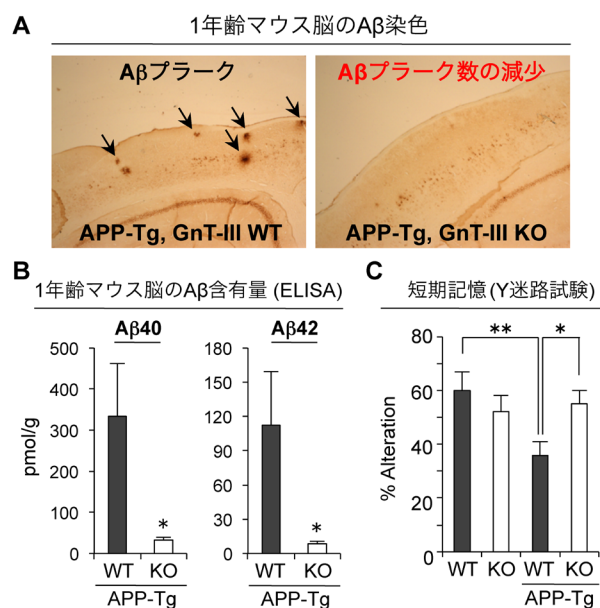 A
1年齢マウス脳のAβ染色
Aβプラーク
APP-Tg, GnT-III WT
Aβプラーク数の減少
APP-Tg, GnT-III KO
B
1年齢マウス脳のAβ含有量 (ELISA)
Aβ40
pmol/g
500
400
300
200
100
0
*
WT KO
APP-Tg
Aβ42
180
150
120
90
60
30
0
*
WT KO
APP-Tg
C
短期記憶 (Y迷路試験)
% Alteration
80
60
40
20
0
** *
WT KO WT KO
APP-Tg